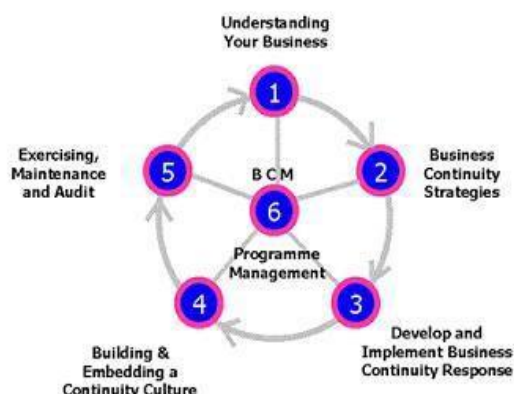 Understanding
Your Business
1
2
Business
Continuity
Strategies
3
Develop and
Implement Business
Continuity Response
4
Building &
Embedding a
Continuity Culture
5
Exercising,
Maintenance
and Audit
B C M
6
Programme
Management